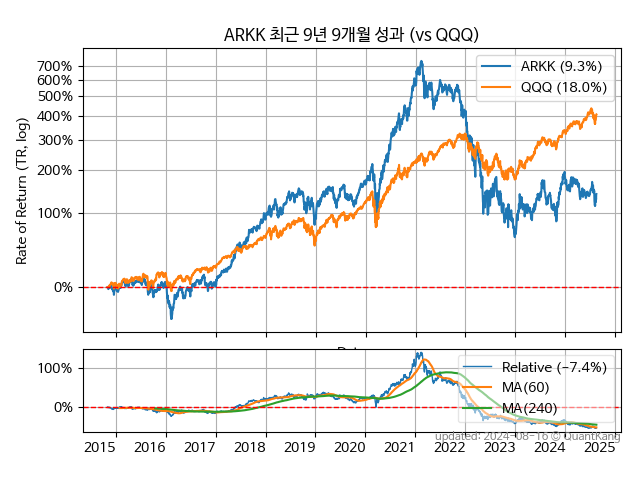 ARKK 최근 9년 9개월 성과 (vs QQQ)
Rate of Return (TR, log)
700%
600%
500%
400%
300%
200%
100%
0%
ARKK (9.3%)
QQQ (18.0%)
100%
0%
Relative (−7.4%)
MA(60)
MA(240)
updated: 2024-08-16 © QuantKang
2015 2016 2017 2018 2019 2020 2021 2022 2023 2024 2025